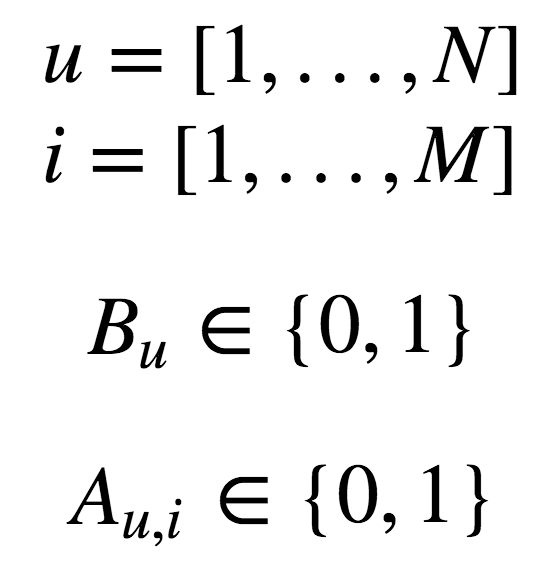 u = [1, . . . , N]
i = [1, . . . , M]
B_u ∈ {0, 1}
A_{u,i} ∈ {0, 1}